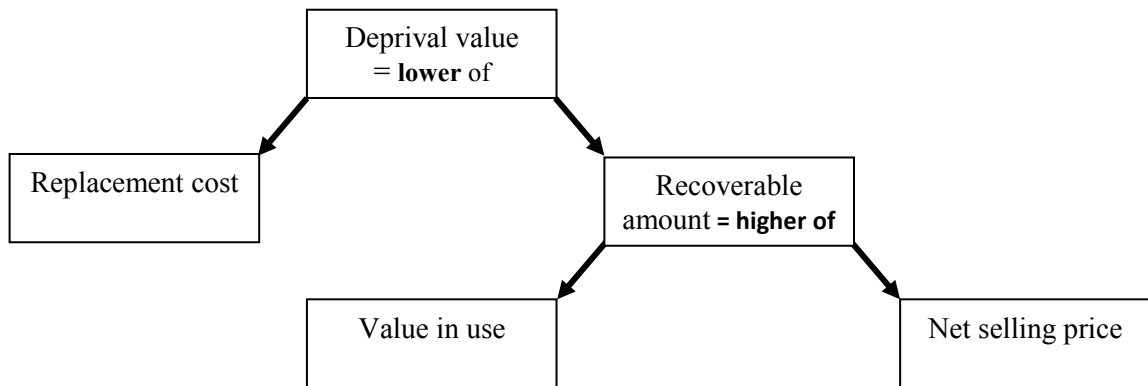 Deprival value
= lower of
Replacement cost
Recoverable
amount = higher of
Value in use
Net selling price